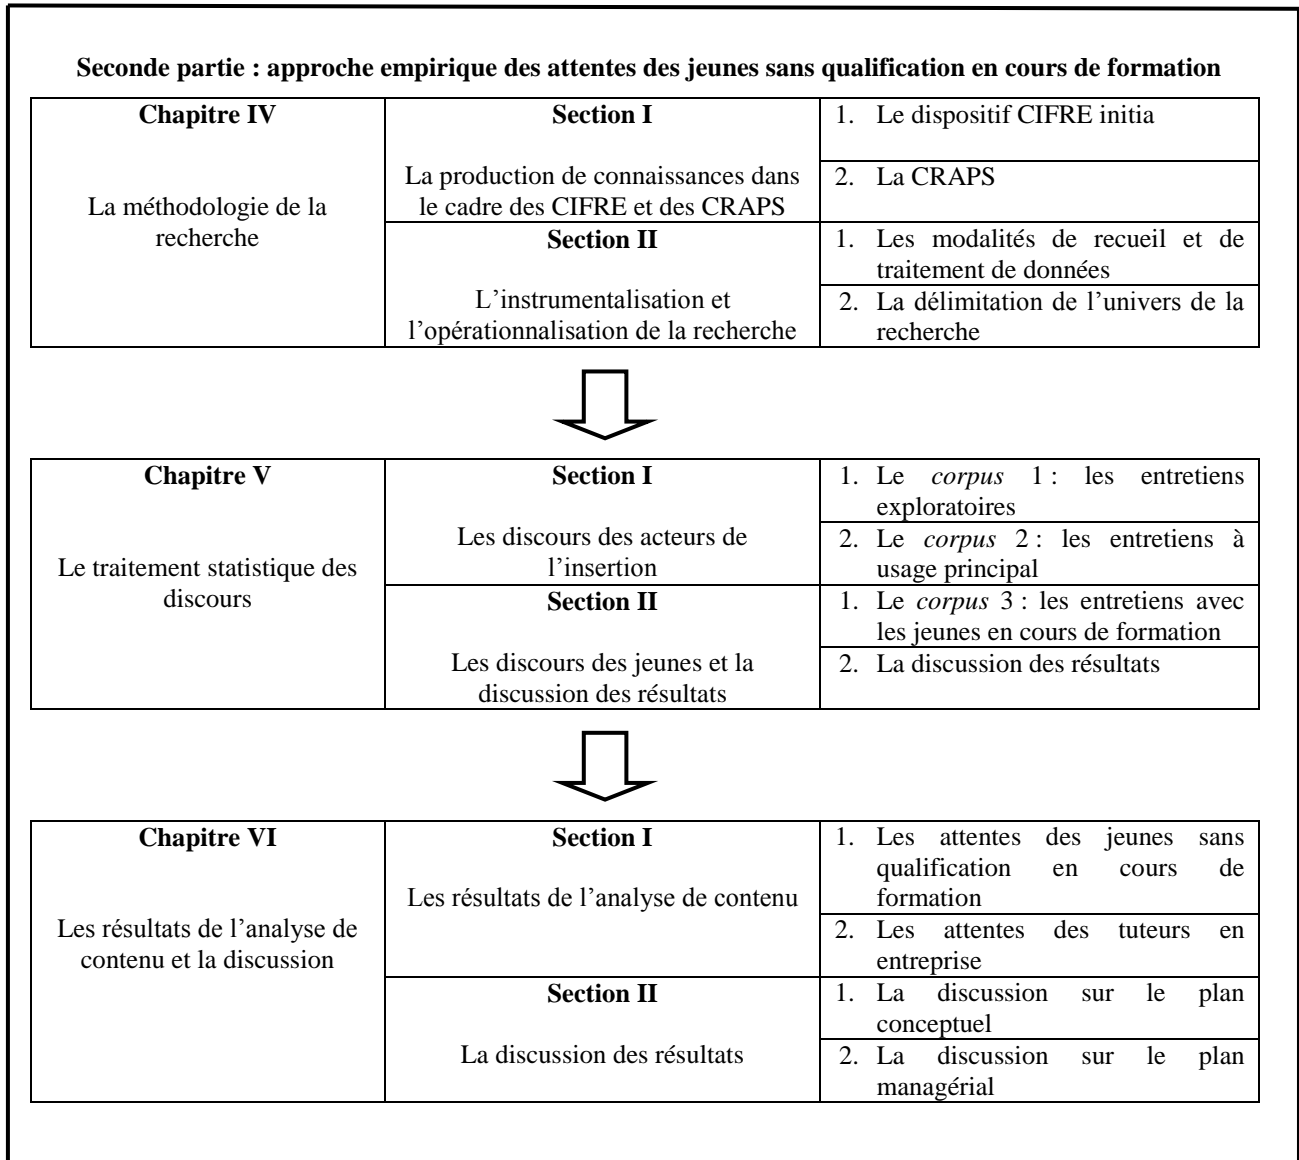 Seconde partie : approche empirique des attentes des jeunes sans qualification en cours de formation
Chapitre IV
La méthodologie de la
recherche
Section I
La production de connaissances dans
le cadre des CIFRE et des CRAPS
1. Le dispositif CIFRE initia
2. La CRAPS
Section II
L’instrumentalisation et
l’opérationnalisation de la recherche
1. Les modalités de recueil et de
traitement de données
2. La délimitation de l’univers de la
recherche
Chapitre V
Le traitement statistique des
discours
Section I
Les discours des acteurs de
l’insertion
1. Le corpus 1 : les entretiens
exploratoires
2. Le corpus 2 : les entretiens à
usage principal
Section II
Les discours des jeunes et la
discussion des résultats
1. Le corpus 3 : les entretiens avec
les jeunes en cours de formation
2. La discussion des résultats
Chapitre VI
Les résultats de l’analyse de
contenu et la discussion
Section I
Les résultats de l’analyse de contenu
1. Les attentes des jeunes sans
qualification en cours de
formation
2. Les attentes des tuteurs en
entreprise
Section II
La discussion des résultats
1. La discussion sur le plan
conceptuel
2. La discussion sur le plan
managérial